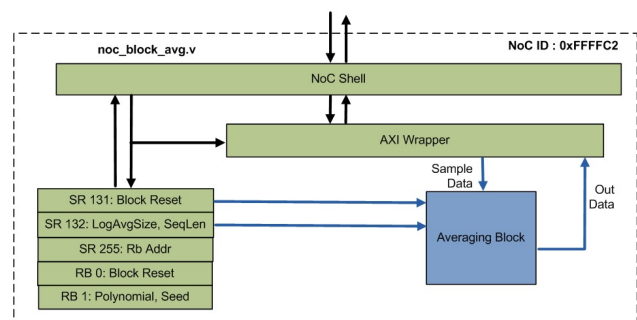 noc_block_avg.v
NoC ID : 0xFFFFC2
NoC Shell
AXI Wrapper
Sample
Data
Out
Data
SR 131: Block Reset
SR 132: LogAvgSize, SeqLen
SR 255: Rb Addr
RB 0: Block Reset
RB 1: Polynomial, Seed
Averaging Block